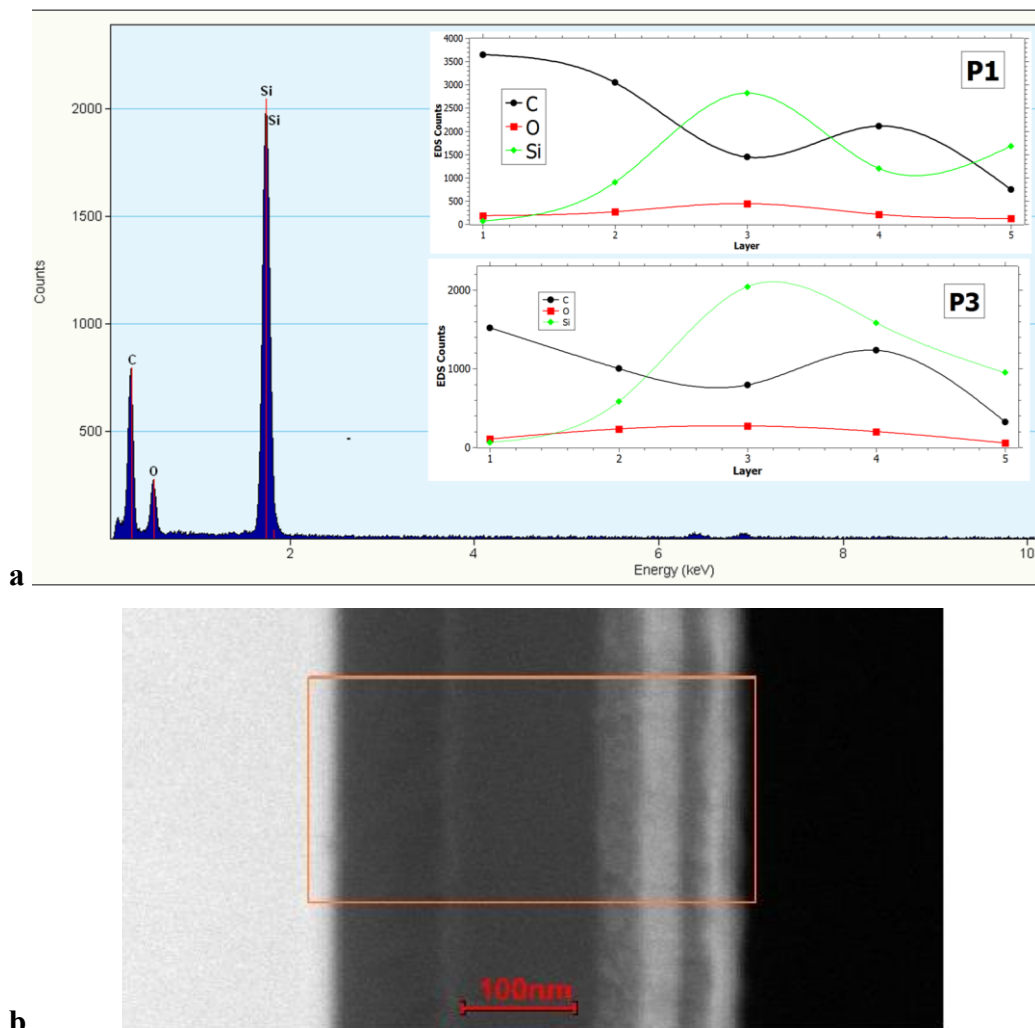 2000
1500
1000
500
Counts
Si
Si
C
O
2
4
6
8
10
Energy (keV)
4000
3500
3000
2500
2000
1500
1000
500
0
EDS Counts
C
O
Si
P1
1 2 3 4 5
Layer
2000
1000
0
EDS Counts
C
O
Si
P3
1 2 3 4 5
Layer
a
100nm
b